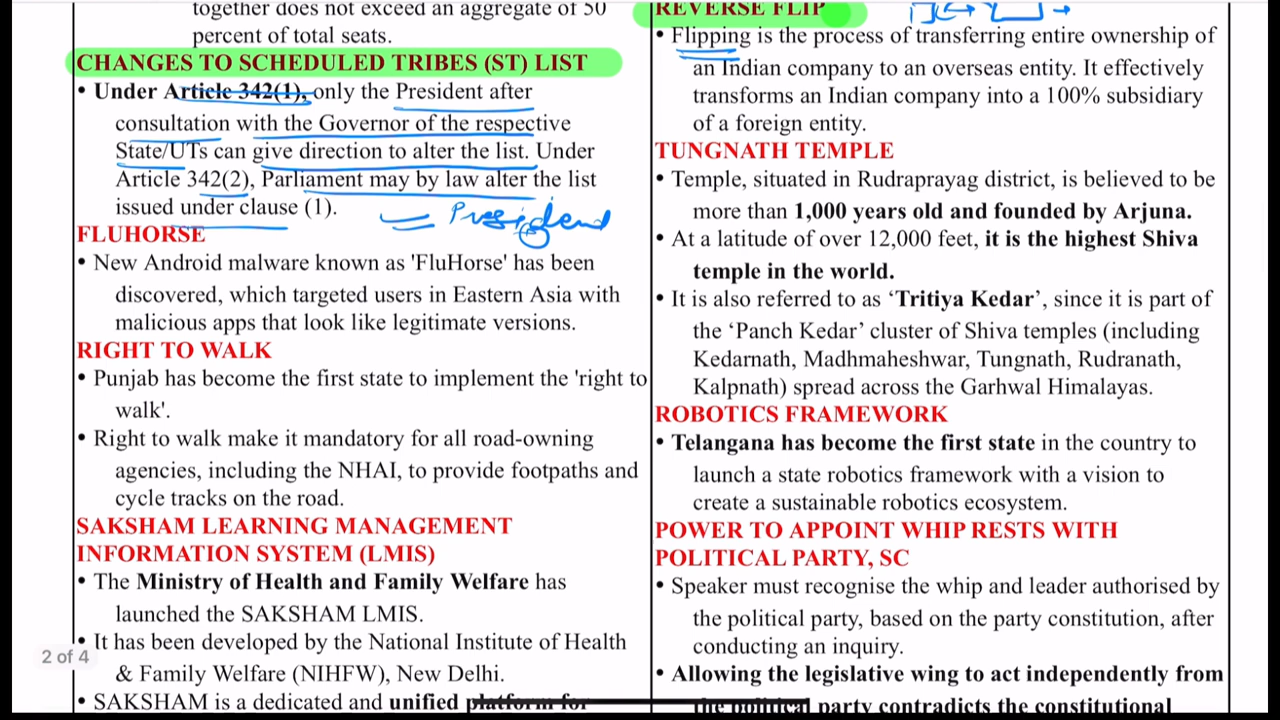 together does not exceed an aggregate of 50
percent of total seats.
CHANGES TO SCHEDULED TRIBES (ST) LIST
• Under Article 342(1), only the President after
consultation with the Governor of the respective
State/UTs can give direction to alter the list. Under
Article 342(2), Parliament may by law alter the list
issued under clause (1).
President
FLUHORSE
• New Android malware known as 'FluHorse' has been
discovered, which targeted users in Eastern Asia with
malicious apps that look like legitimate versions.
RIGHT TO WALK
• Punjab has become the first state to implement the 'right to
walk'.
• Right to walk make it mandatory for all road-owning
agencies, including the NHAI, to provide footpaths and
cycle tracks on the road.
SAKSHAM LEARNING MANAGEMENT
INFORMATION SYSTEM (LMIS)
• The Ministry of Health and Family Welfare has
launched the SAKSHAM LMIS.
• It has been developed by the National Institute of Health
2 of 4
& Family Welfare (NIHFW), New Delhi.
• SAKSHAM is a dedicated and unified platform for
REVERSE FLIP
• Flipping is the process of transferring entire ownership of
an Indian company to an overseas entity. It effectively
transforms an Indian company into a 100% subsidiary
of a foreign entity.
TUNGNATH TEMPLE
• Temple, situated in Rudraprayag district, is believed to be
more than 1,000 years old and founded by Arjuna.
• At a latitude of over 12,000 feet, it is the highest Shiva
temple in the world.
• It is also referred to as ‘Tritiya Kedar’, since it is part of
the ‘Panch Kedar’ cluster of Shiva temples (including
Kedarnath, Madhmaheshwar, Tungnath, Rudranath,
Kalpnath) spread across the Garhwal Himalayas.
ROBOTICS FRAMEWORK
• Telangana has become the first state in the country to
launch a state robotics framework with a vision to
create a sustainable robotics ecosystem.
POWER TO APPOINT WHIP RESTS WITH
POLITICAL PARTY, SC
• Speaker must recognise the whip and leader authorised by
the political party, based on the party constitution, after
conducting an inquiry.
• Allowing the legislative wing to act independently from
the political party contradicts the constitutional